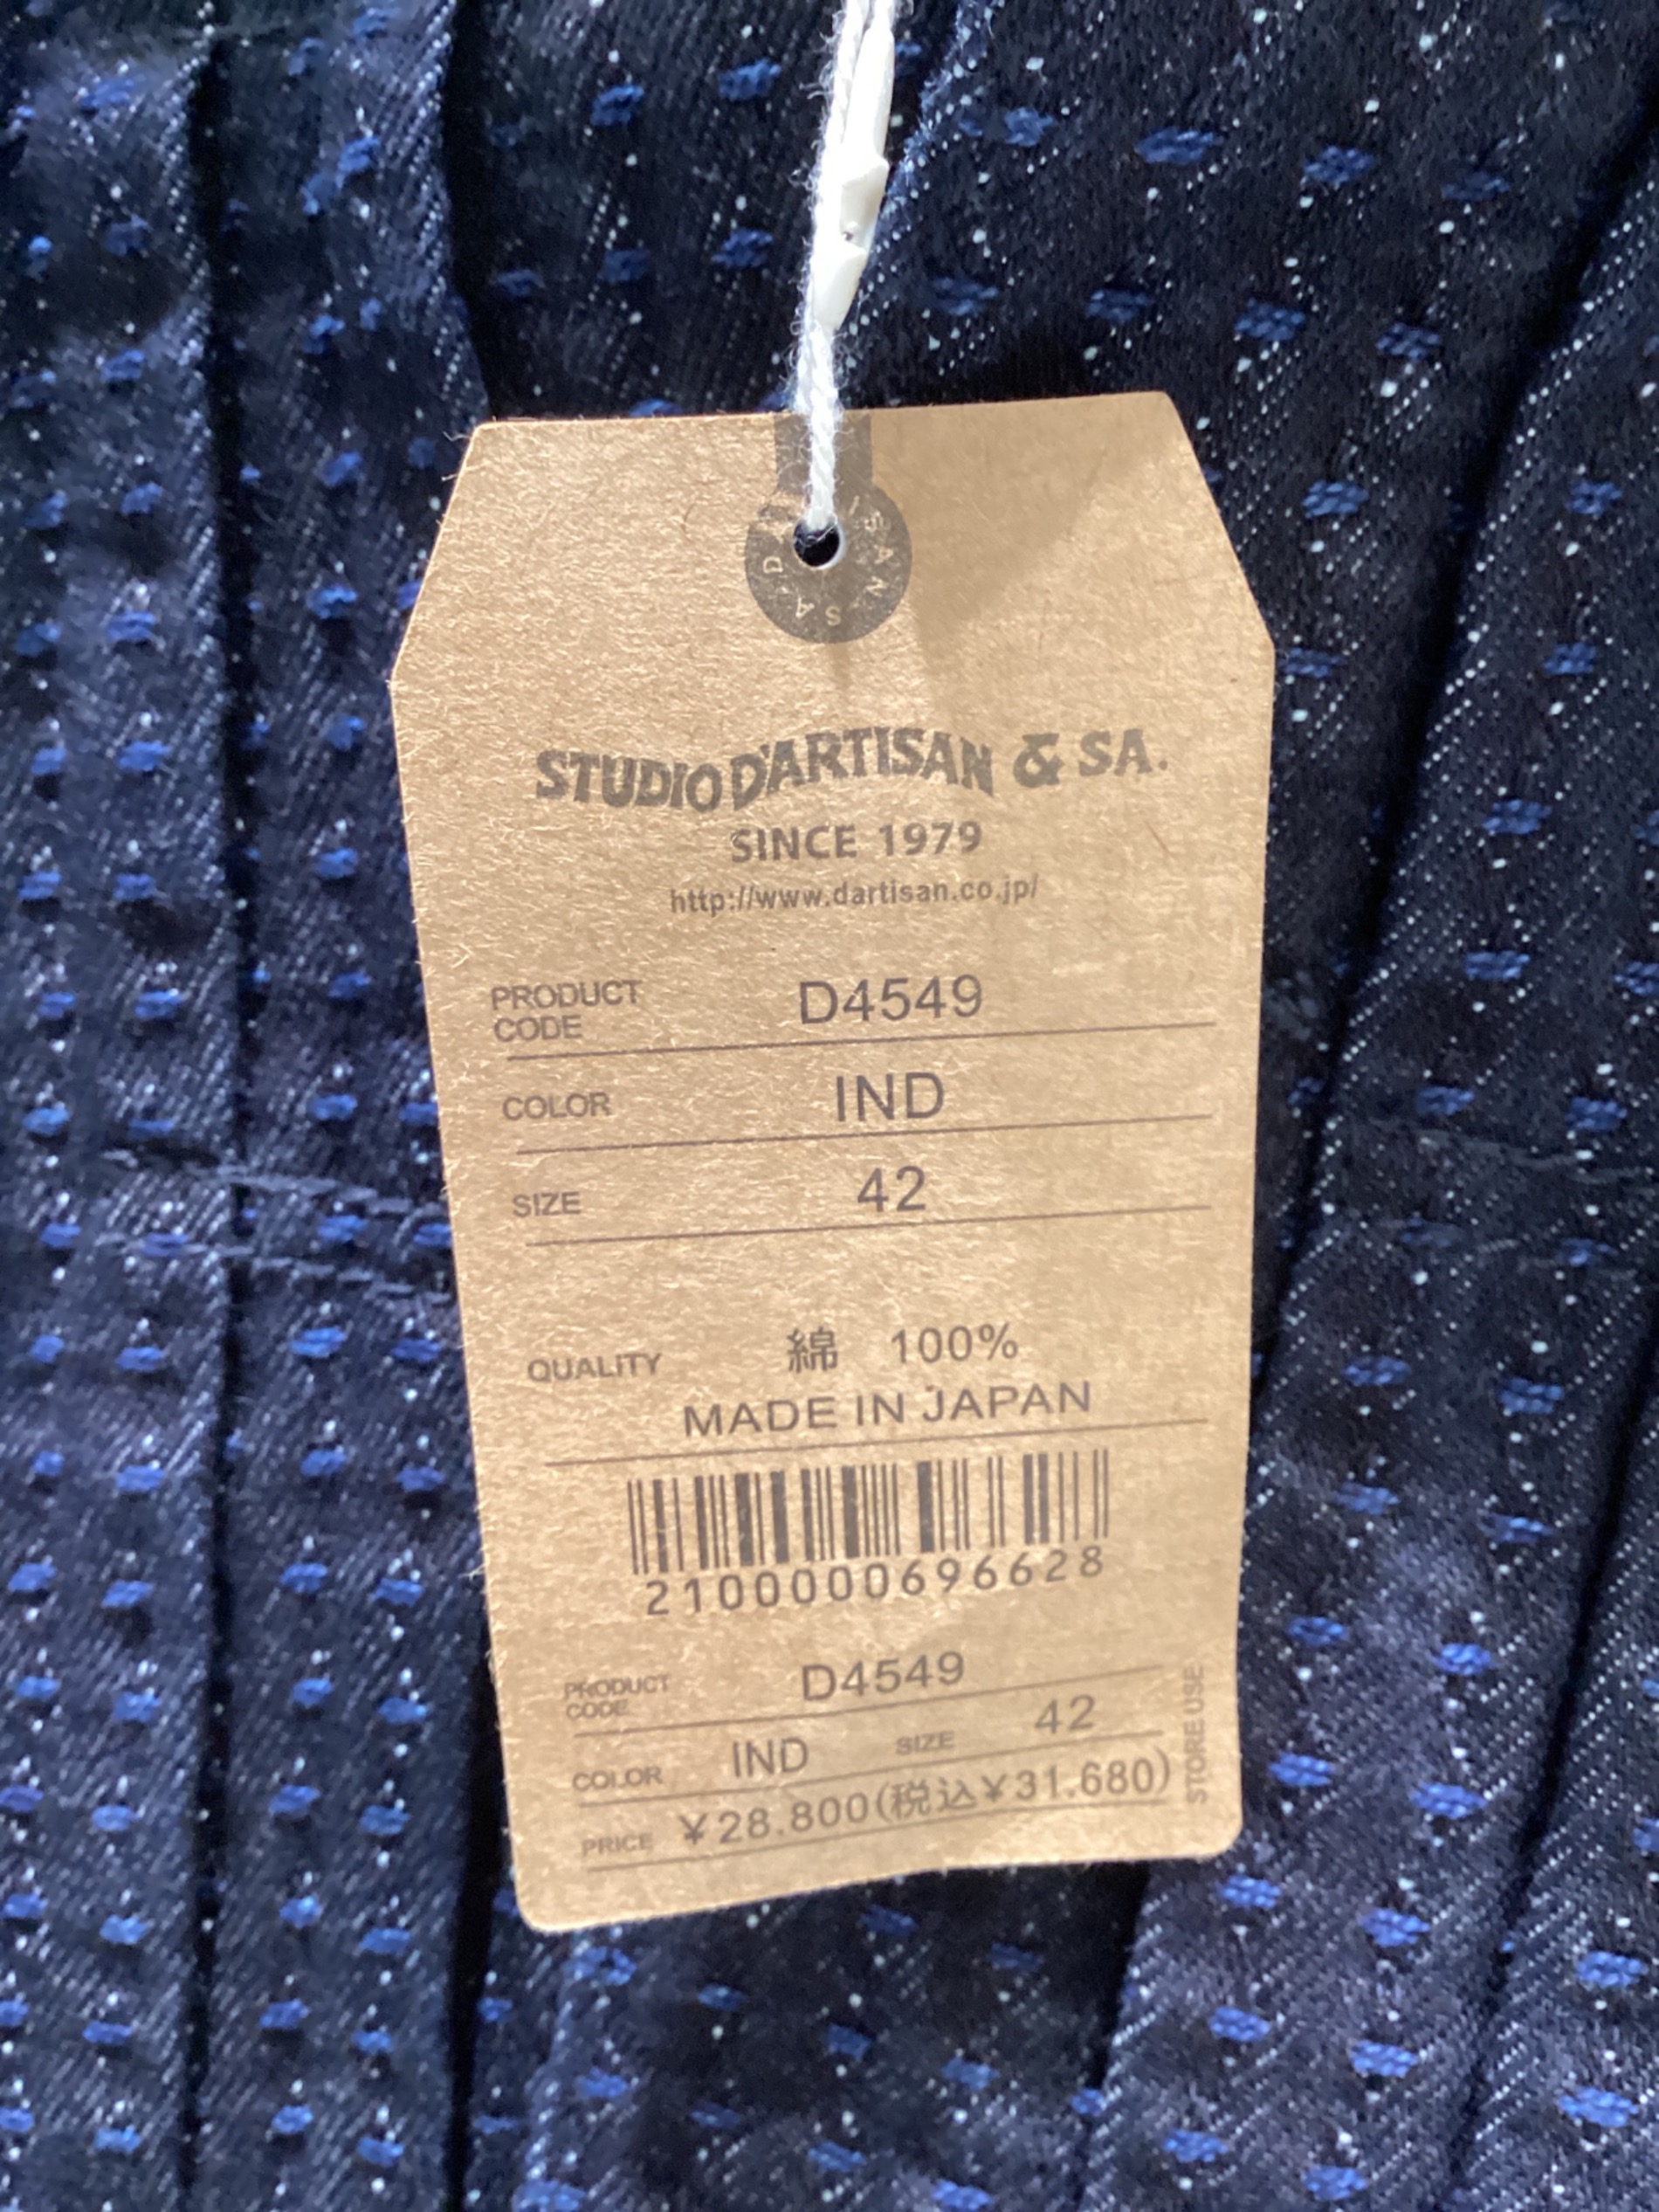 STUDIO D'ARTISAN & SA.
SINCE 1979
http://www.dartisan.co.jp/
PRODUCT CODE D4549
COLOR IND
SIZE 42
QUALITY 綿 100%
MADE IN JAPAN
2100000696628
PRODUCT CODE D4549
COLOR IND SIZE 42
PRICE ¥28.800(税込¥31.680)
STORE USE